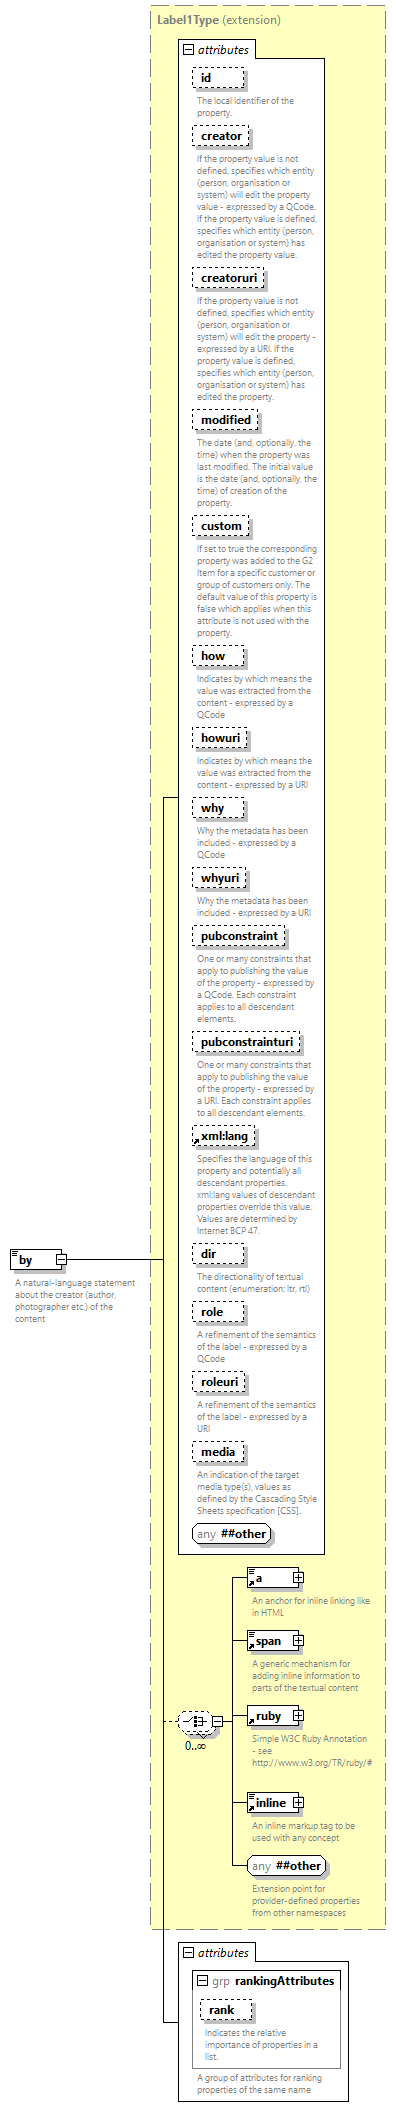 Label1Type (extension)
attributes
id
The local identifier of the
property.
creator
If the property value is not
defined, specifies which entity
(person, organisation or
system) will edit the property
value - expressed by a QCode.
If the property value is defined,
specifies which entity (person,
organisation or system) has
edited the property value.
creatoruri
If the property value is not
defined, specifies which entity
(person, organisation or
system) will edit the property -
expressed by a URI. If the
property value is defined,
specifies which entity (person,
organisation or system) has
edited the property.
modified
The date (and, optionally, the
time) when the property was
last modified. The initial value
is the date (and, optionally, the
time) of creation of the
property.
custom
If set to true the corresponding
property was added to the G2
Item for a specific customer or
group of customers only. The
default value of this property is
false which applies when this
attribute is not used with the
property.
how
Indicates by which means the
value was extracted from the
content - expressed by a
QCode
howuri
Indicates by which means the
value was extracted from the
content - expressed by a URI
why
Why the metadata has been
included - expressed by a
QCode
whyuri
Why the metadata has been
included - expressed by a URI
pubconstraint
One or many constraints that
apply to publishing the value
of the property - expressed by
a QCode. Each constraint
applies to all descendant
elements.
pubconstrainturi
One or many constraints that
apply to publishing the value
of the property - expressed by
a URI. Each constraint applies
to all descendant elements.
xml:lang
Specifies the language of this
property and potentially all
descendant properties.
xml:lang values of descendant
properties override this value.
Values are determined by
Internet BCP 47.
dir
The directionality of textual
content (enumeration: ltr, rtl)
role
A refinement of the semantics
of the label - expressed by a
QCode
roleuri
A refinement of the semantics
of the label - expressed by a
URI
media
An indication of the target
media type(s), values as
defined by the Cascading Style
Sheets specification [CSS].
any ##other
by
A natural-language statement
about the creator (author,
photographer etc.) of the
content
a
An anchor for inline linking like
in HTML
span
A generic mechanism for
adding inline information to
parts of the textual content
ruby
Simple W3C Ruby Annotation
- see
http://www.w3.org/TR/ruby/#
0..∞
inline
An inline markup tag to be
used with any concept
any ##other
Extension point for
provider-defined properties
from other namespaces
attributes
grp rankingAttributes
rank
Indicates the relative
importance of properties in a
list.
A group of attributes for ranking
properties of the same name